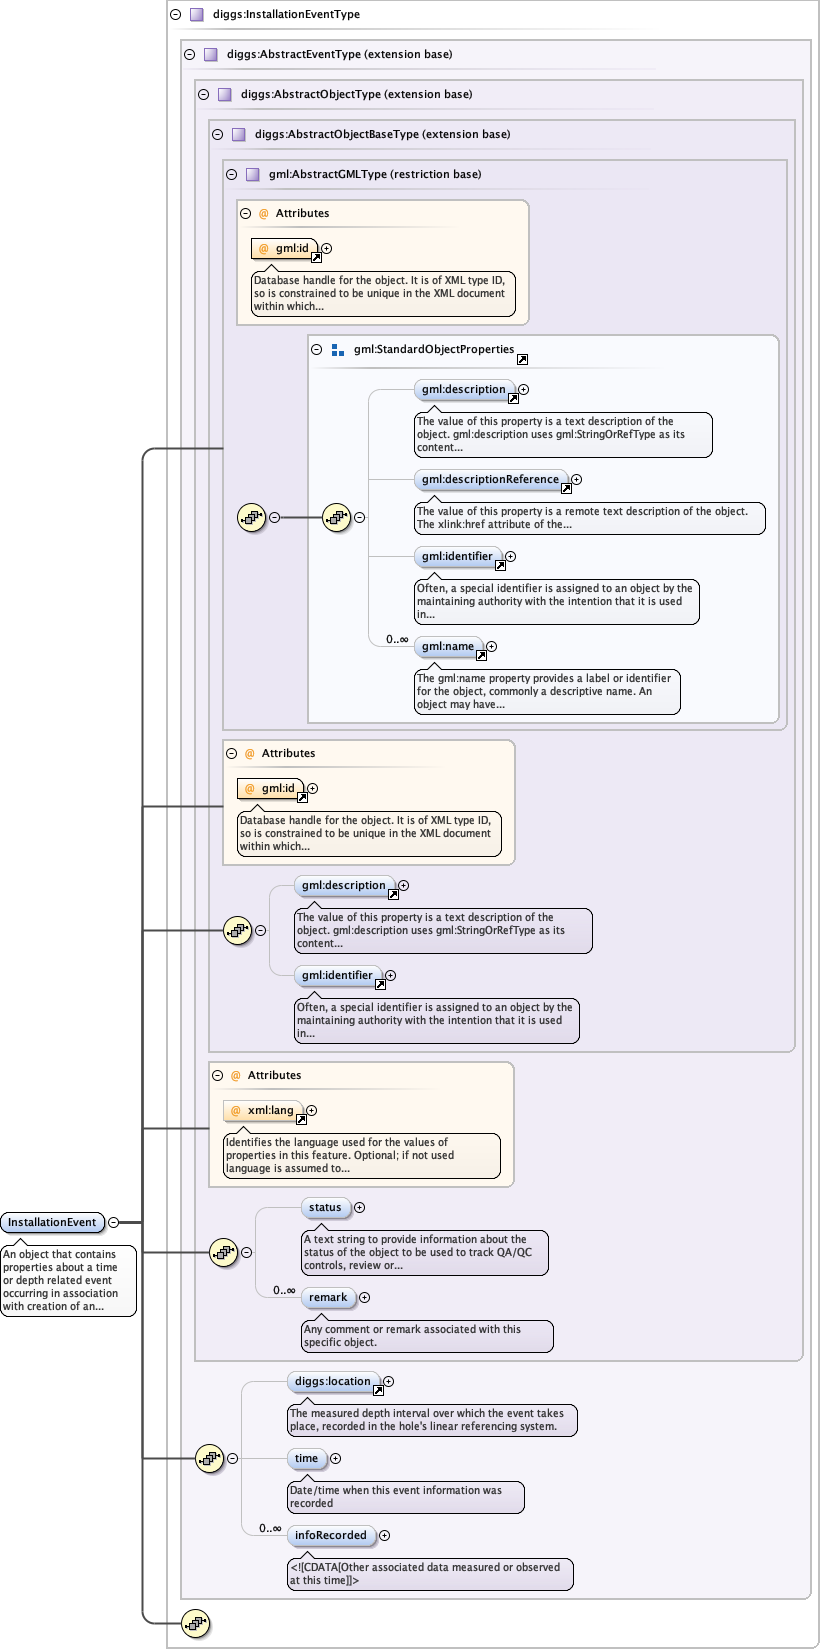 diggs:InstallationEventType
diggs:AbstractEventType (extension base)
diggs:AbstractObjectType (extension base)
diggs:AbstractObjectBaseType (extension base)
gml:AbstractGMLType (restriction base)
@ Attributes
@ gml:id
Database handle for the object. It is of XML type ID,
so is constrained to be unique in the XML document
within which...
gml:StandardObjectProperties
gml:description
The value of this property is a text description of the
object. gml:description uses gml:StringOrRefType as its
content...
gml:descriptionReference
The value of this property is a remote text description of the object.
The xlink:href attribute of the...
gml:identifier
Often, a special identifier is assigned to an object by the
maintaining authority with the intention that it is used
in...
0..∞
gml:name
The gml:name property provides a label or identifier
for the object, commonly a descriptive name. An
object may have...
@ Attributes
@ gml:id
Database handle for the object. It is of XML type ID,
so is constrained to be unique in the XML document
within which...
gml:description
The value of this property is a text description of the
object. gml:description uses gml:StringOrRefType as its
content...
gml:identifier
Often, a special identifier is assigned to an object by the
maintaining authority with the intention that it is used
in...
@ Attributes
@ xml:lang
Identifies the language used for the values of
properties in this feature. Optional; if not used
language is assumed to...
InstallationEvent
An object that contains
properties about a time
or depth related event
occurring in association
with creation of an...
status
A text string to provide information about the
status of the object to be used to track QA/QC
controls, review or...
0..∞
remark
Any comment or remark associated with this
specific object.
diggs:location
The measured depth interval over which the event takes
place, recorded in the hole's linear referencing system.
time
Date/time when this event information was
recorded
0..∞
infoRecorded
<![CDATA[Other associated data measured or observed
at this time]]>